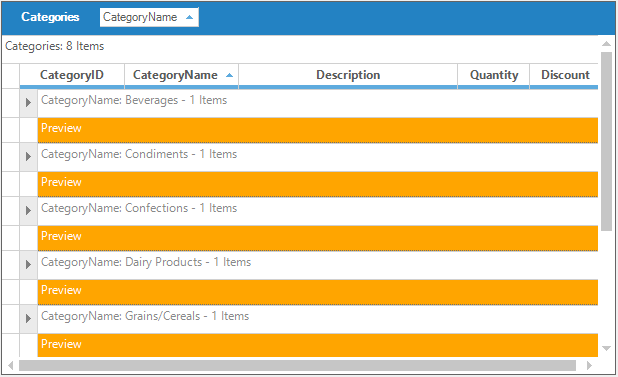 Categories CategoryName
Categories: 8 Items
CategoryID CategoryName Description Quantity Discount
CategoryName: Beverages - 1 Items
Preview
CategoryName: Condiments - 1 Items
Preview
CategoryName: Confections - 1 Items
Preview
CategoryName: Dairy Products - 1 Items
Preview
CategoryName: Grains/Cereals - 1 Items
Preview